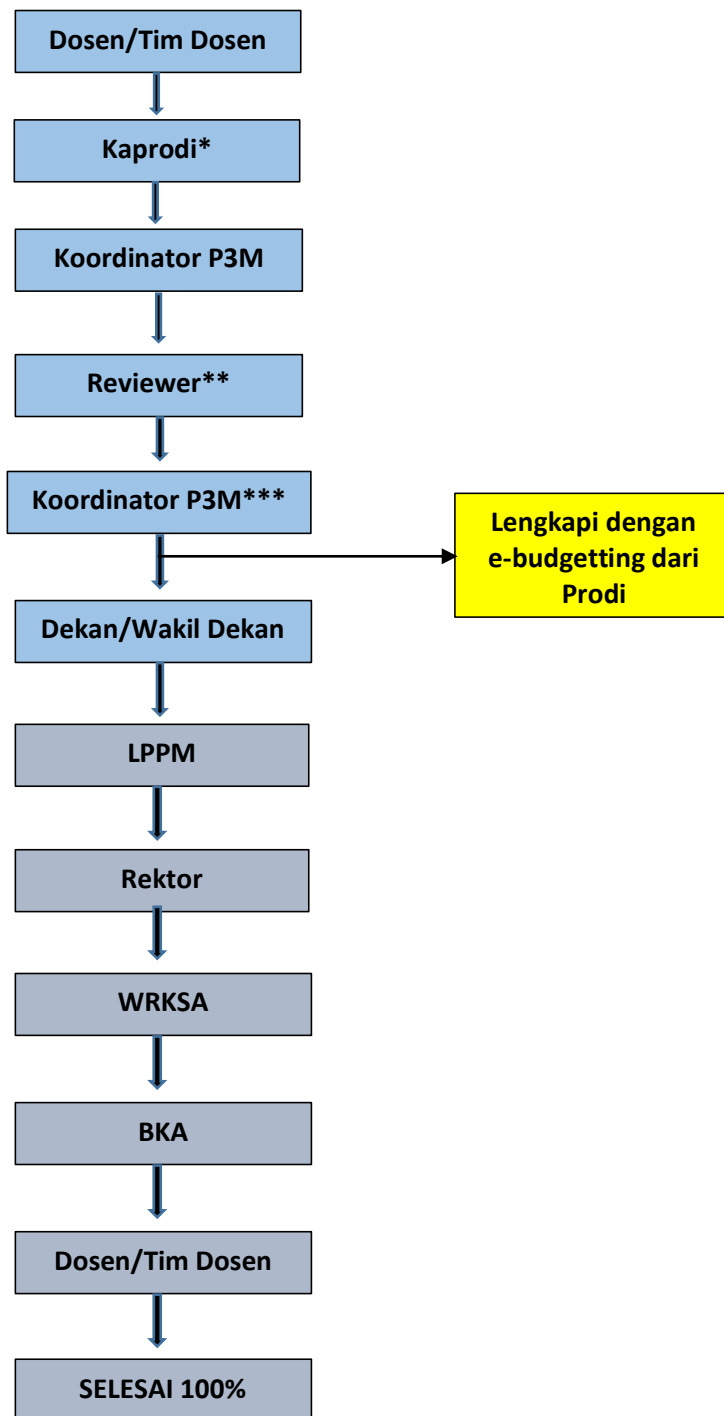 Dosen/Tim Dosen
Kaprodi*
Koordinator P3M
Reviewer**
Koordinator P3M***
Lengkapi dengan
e-budgetting dari
Prodi
Dekan/Wakil Dekan
LPPM
Rektor
WRKSA
BKA
Dosen/Tim Dosen
SELESAI 100%